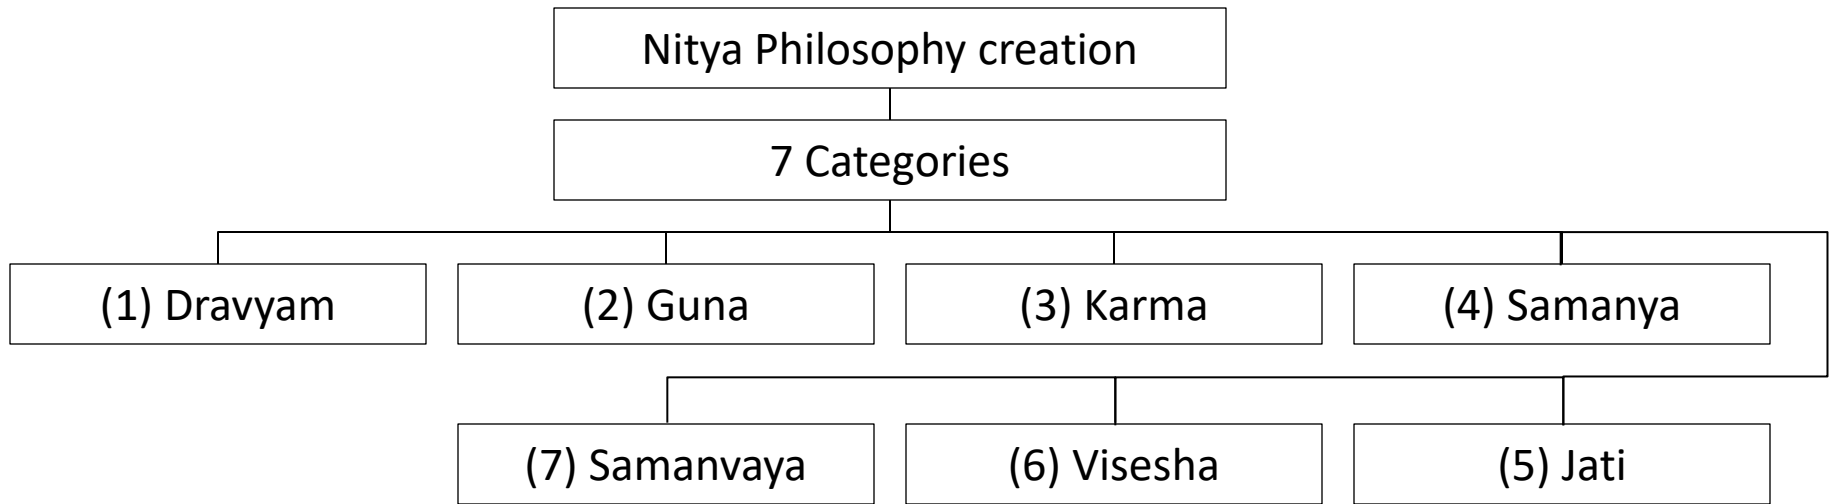 Nitya Philosophy creation
7 Categories
(1) Dravyam
(2) Guna
(3) Karma
(4) Samanya
(7) Samanvaya
(6) Visesha
(5) Jati